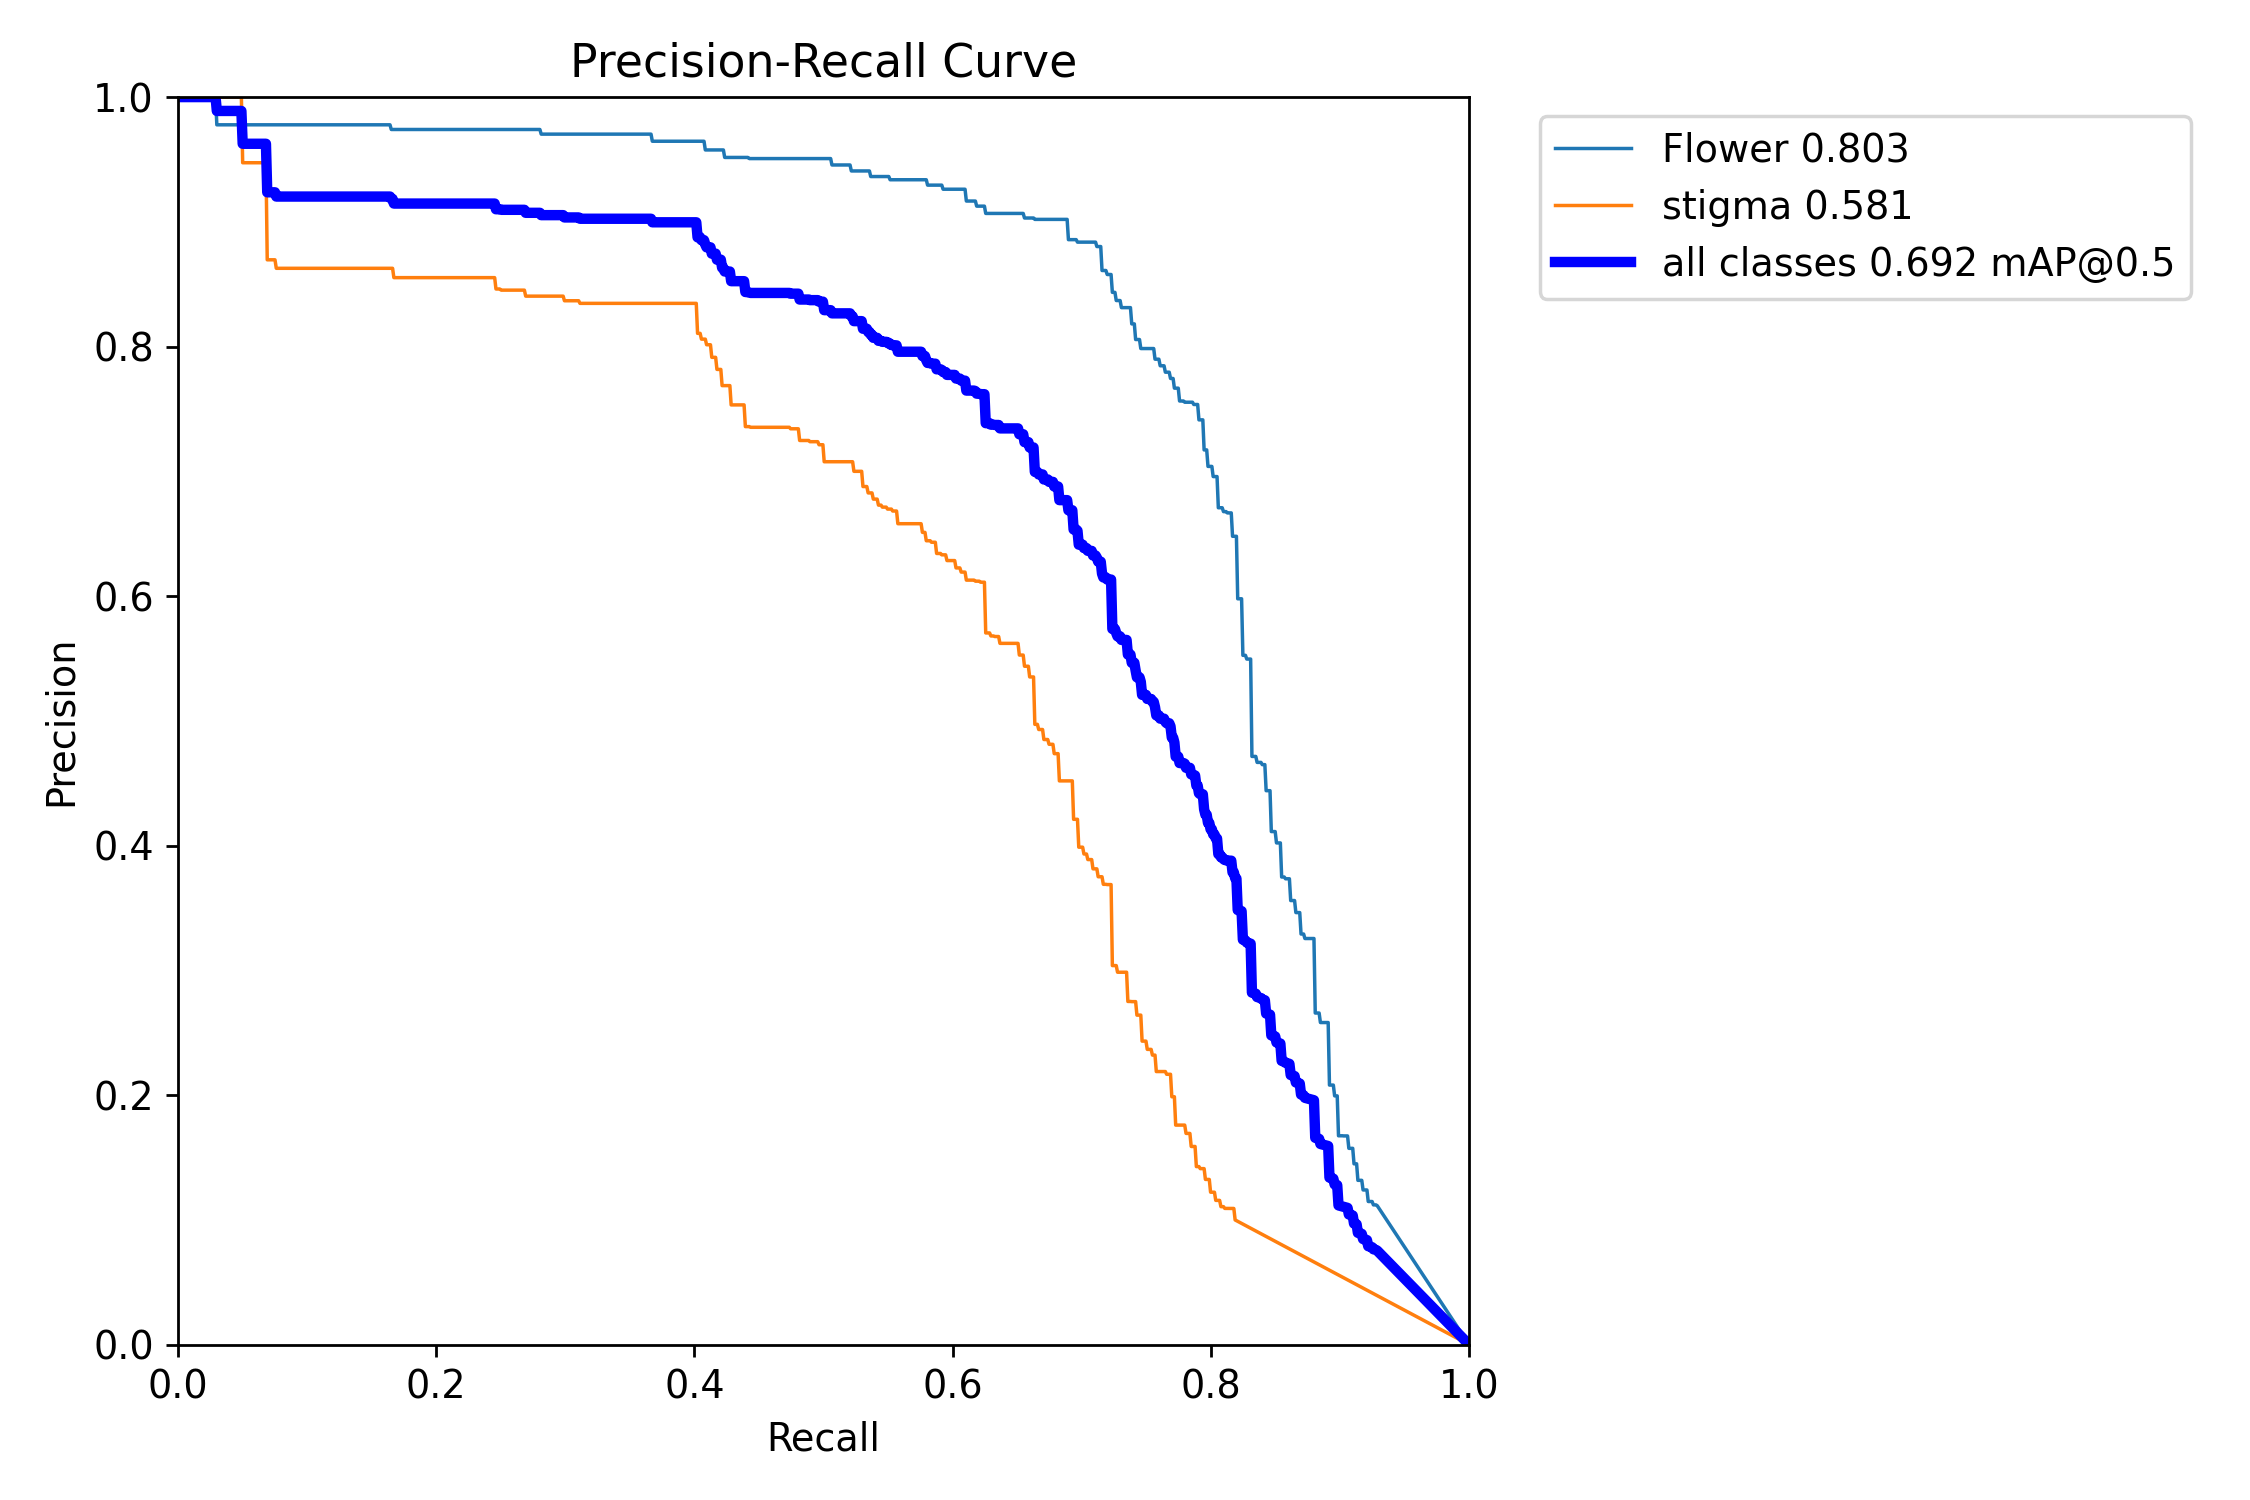 Precision-Recall Curve
1.0
0.8
0.6
0.4
0.2
0.0
Precision
0.0 0.2 0.4 0.6 0.8 1.0
Recall
Flower 0.803
stigma 0.581
all classes 0.692 mAP@0.5